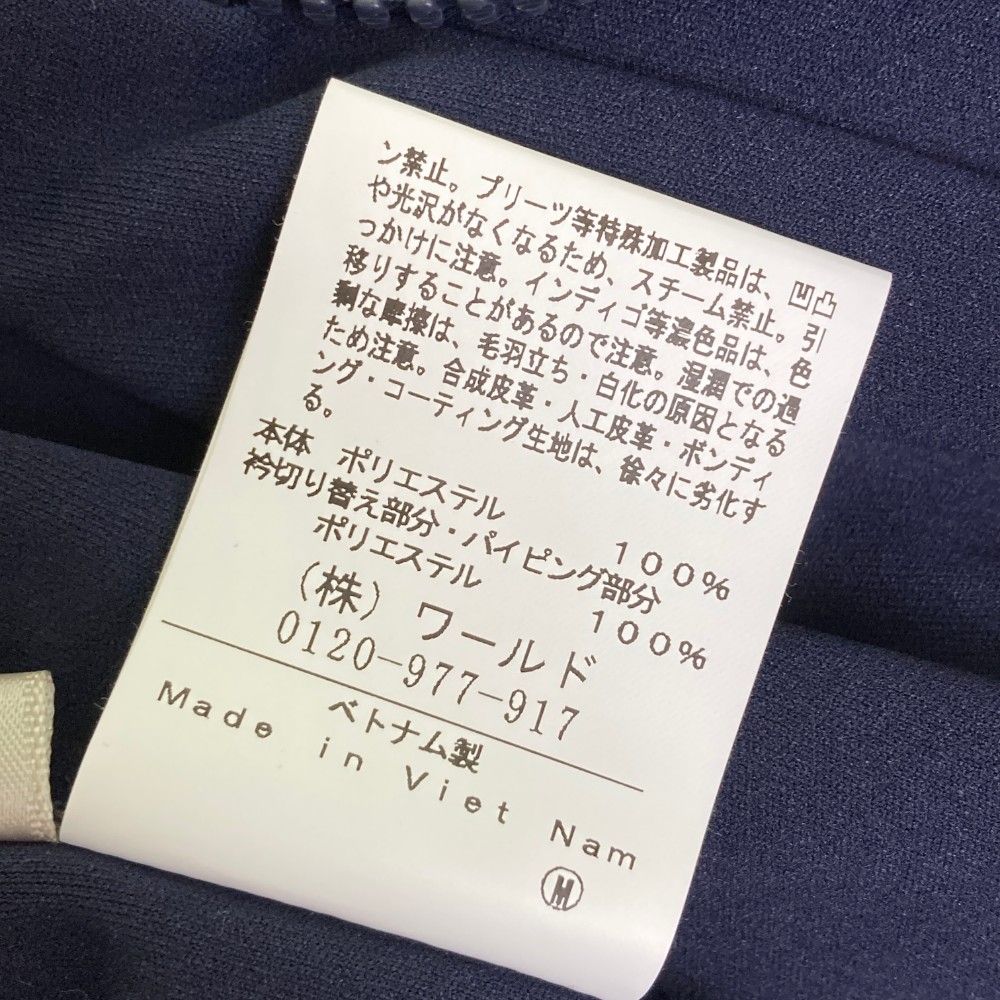 ン禁止。プリーツ等特殊加工製品は、凹凸
や光沢がなくなるため、スチーム禁止。引
っかけに注意。インディゴ等濃色品は、色
移りすることがあるので注意。湿潤での過
剰な摩擦は、毛羽立ち・白化の原因となる
ため注意。合成皮革・人工皮革・ボンディ
ング・コーティング生地は、徐々に劣化す
る。
本体 ポリエステル 100%
衿切り替え部分・パイピング部分
ポリエステル 100%
(株) ワールド
0120-977-917
ベトナム製
Made in Viet Nam
M